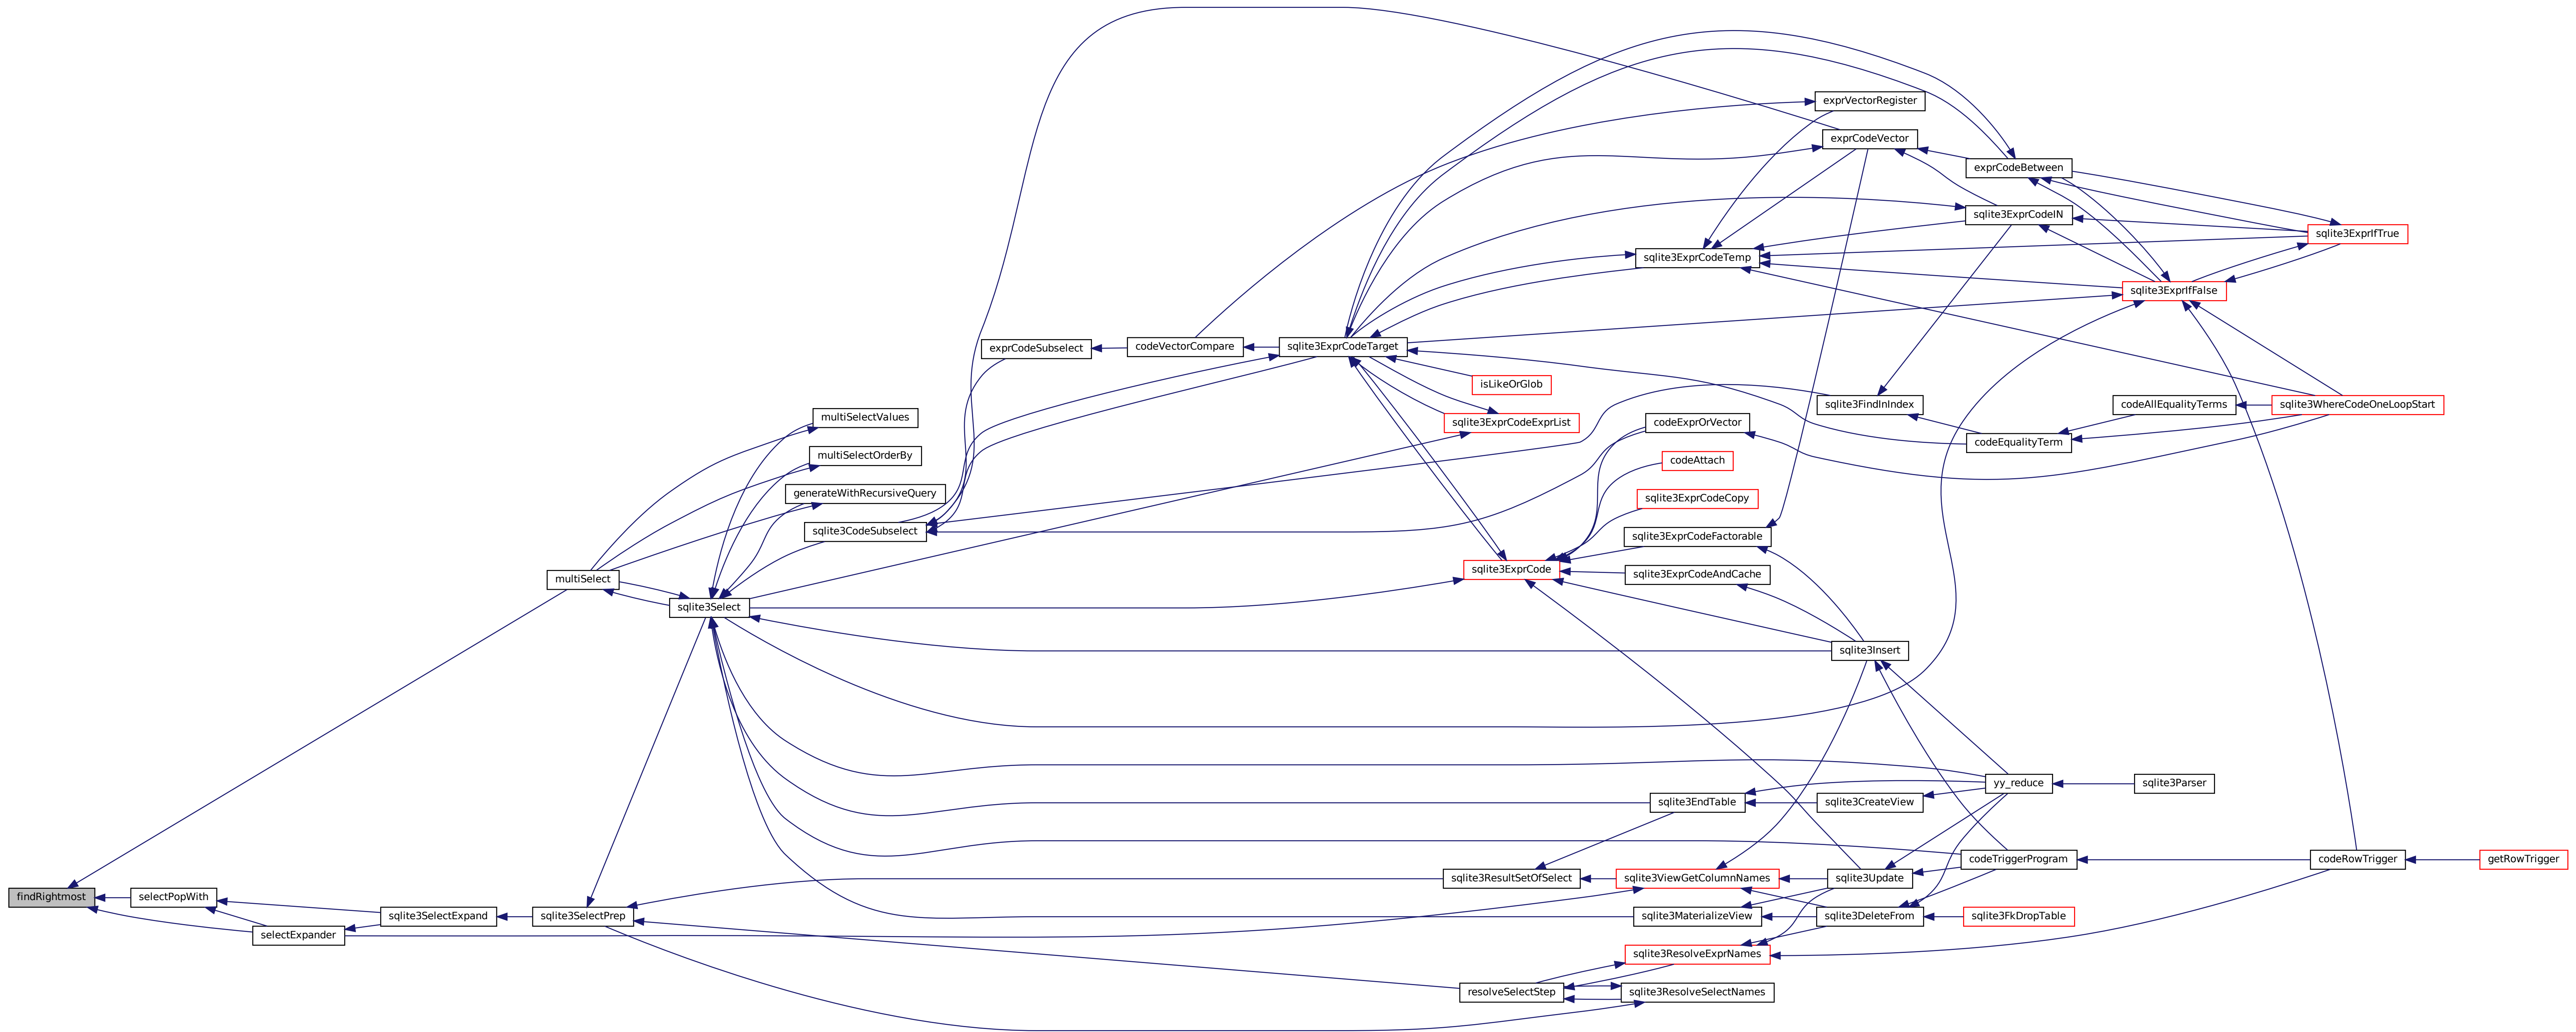 findRightmost
selectPopWith
selectExpander
sqlite3SelectExpand
sqlite3SelectPrep
multiSelect
sqlite3Select
multiSelectValues
multiSelectOrderBy
generateWithRecursiveQuery
sqlite3CodeSubselect
exprCodeSubselect
codeVectorCompare
sqlite3ExprCodeTarget
isLikeOrGlob
sqlite3ExprCodeExprList
sqlite3ExprCode
sqlite3ResultSetOfSelect
resolveSelectStep
exprVectorRegister
exprCodeVector
sqlite3ExprCodeTemp
sqlite3FindInIndex
codeExprOrVector
codeAttach
sqlite3ExprCodeCopy
sqlite3ExprCodeFactorable
sqlite3ExprCodeAndCache
sqlite3Insert
sqlite3EndTable
sqlite3CreateView
sqlite3ViewGetColumnNames
sqlite3Update
sqlite3MaterializeView
sqlite3DeleteFrom
sqlite3ResolveExprNames
sqlite3ResolveSelectNames
exprCodeBetween
sqlite3ExprCodeIN
sqlite3ExprIfTrue
sqlite3ExprIfFalse
codeAllEqualityTerms
sqlite3WhereCodeOneLoopStart
codeEqualityTerm
yy_reduce
sqlite3Parser
codeTriggerProgram
codeRowTrigger
getRowTrigger
sqlite3FkDropTable